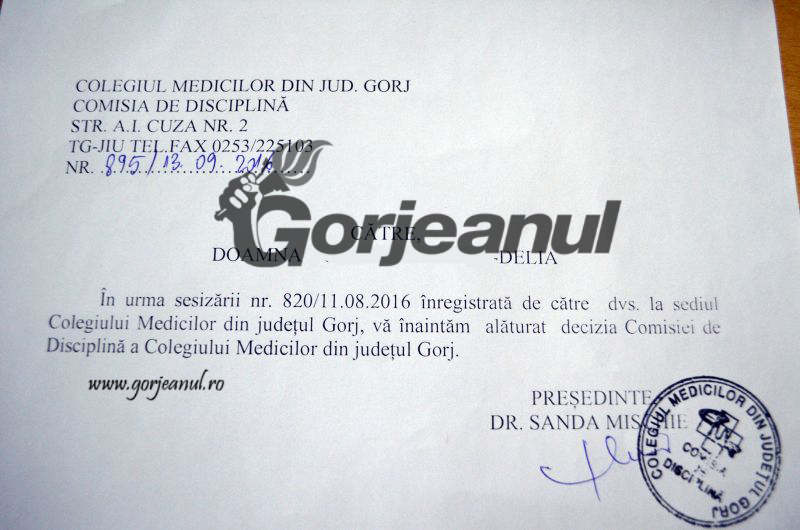 COLEGIUL MEDICILOR DIN JUD. GORJ
COMISIA DE DISCIPLINĂ
STR. A.I. CUZA NR. 2
TG-JIU TEL.FAX 0253/225103
NR. 895/13.09.2016
Gorjeanul
CĂTRE,
DOAMNA -DELIA
În urma sesizării nr. 820/11.08.2016 înregistrată de către dvs. la sediul
Colegiului Medicilor din județul Gorj, vă înaintăm alăturat decizia Comisiei de
Disciplină a Colegiului Medicilor din județul Gorj.
www.gorjeanul.ro
PREȘEDINTE
DR. SANDA
COLEGIUL MEDICILOR DIN JUDEȚUL GORJ
COMISIA
DE
DISCIPLINĂ